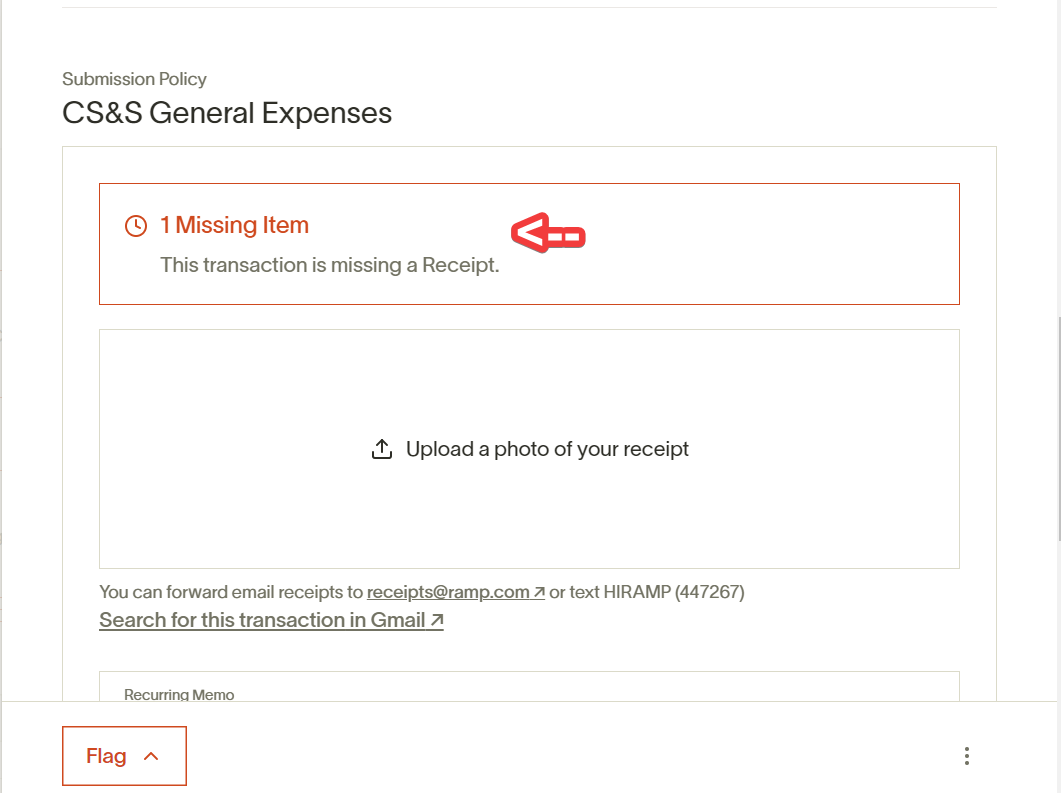 Submission Policy
CS&S General Expenses
1 Missing Item
This transaction is missing a Receipt.
Upload a photo of your receipt
You can forward email receipts to receipts@ramp.com ↗ or text HIRAMP (447267)
Search for this transaction in Gmail ↗
Recurring Memo
Flag